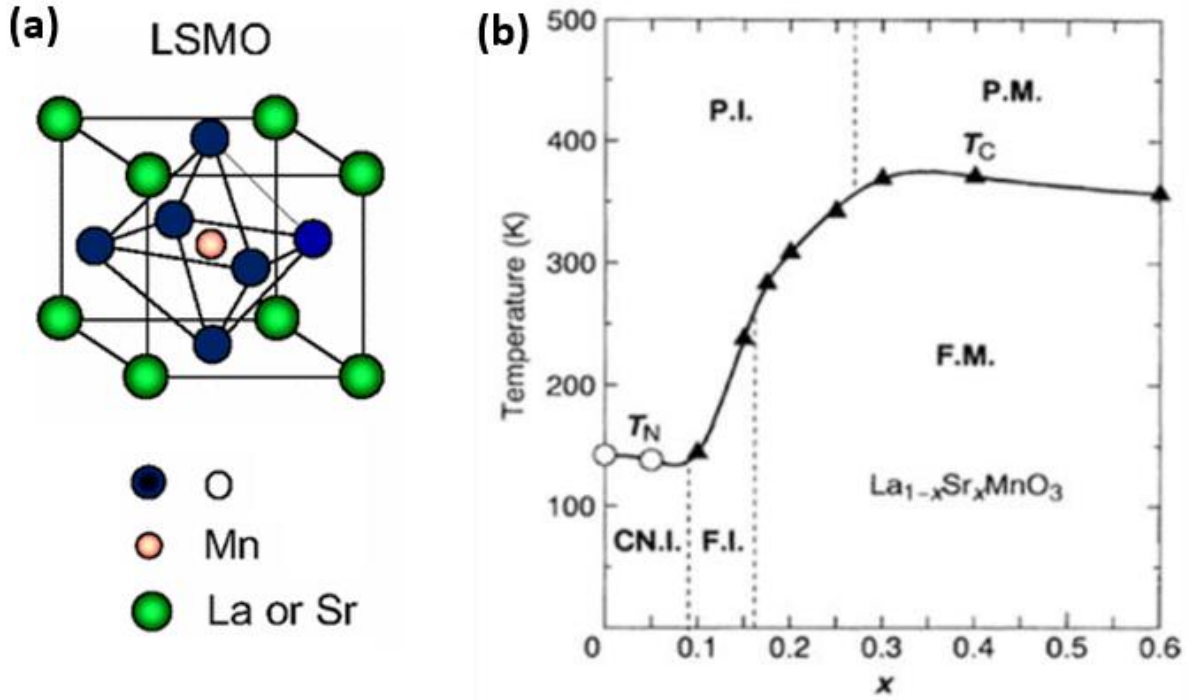 (a)
LSMO
O
Mn
La or Sr
(b)
500
400
300
200
100
0
0.1
0.2
0.3
0.4
0.5
0.6
Temperature (K)
x
P.I.
P.M.
T_C
T_N
F.M.
La₁₋ₓSrₓMnO₃
CN.I.
F.I.